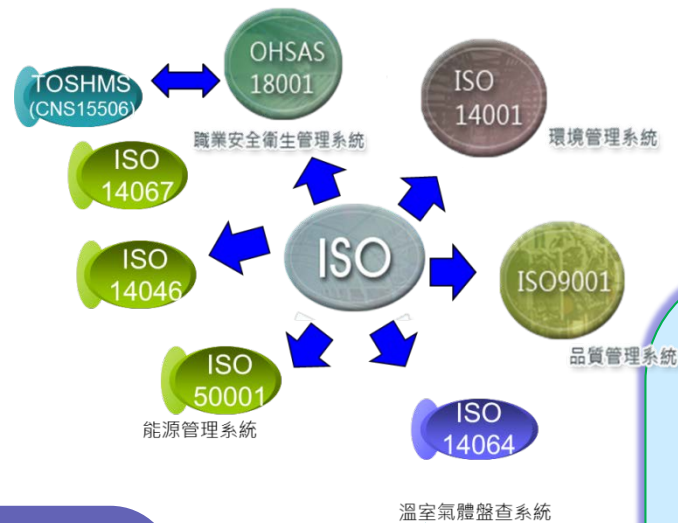 OHSAS
18001
TOSHMS
(CNS15506)
職業安全衛生管理系統
ISO
14001
環境管理系統
ISO
14067
ISO
ISO
14046
ISO9001
品質管理系統
ISO
50001
能源管理系統
ISO
14064
溫室氣體盤查系統